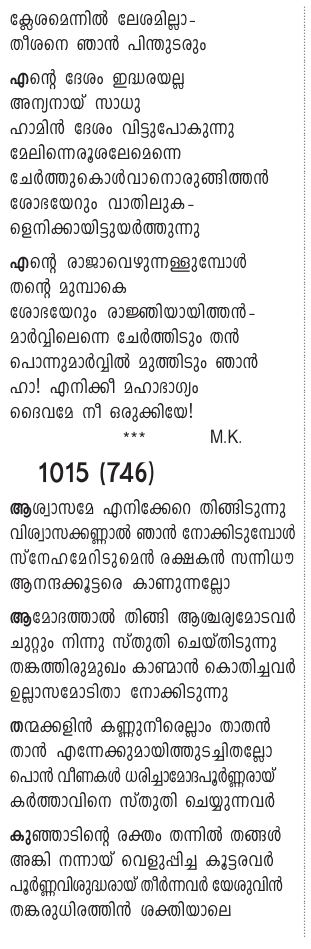 ക്ലേശമെന്നിൽ ലേശമില്ലാ-
തീശനെ ഞാൻ പിന്തുടരും
എന്റെ ദേശം ഇദ്ധരയല്ല
അന്യനായ് സാധു
ഹാമിൻ ദേശം വിട്ടുപോകുന്നു
മേലിന്നെരൂശലേമെന്നെ
ചേർത്തുകൊൾവാനൊരുങ്ങിത്തൻ
ശോഭയേറും വാതിലുക-
ളെനിക്കായിട്ടുയർത്തുന്നു
എന്റെ രാജാവെഴുന്നള്ളുമ്പോൾ
തന്റെ മുമ്പാകെ
ശോഭയേറും രാജ്ഞിയായിത്തൻ-
മാർവ്വിലെന്നെ ചേർത്തിടും തൻ
പൊന്നുമാർവ്വിൽ മുത്തിടും ഞാൻ
ഹാ! എനിക്കീ മഹാഭാഗ്യം
ദൈവമേ നീ ഒരുക്കിയേ!
*** M.K.
1015 (746)
ആശ്വാസമേ എനിക്കേറെ തിങ്ങിടുന്നു
വിശ്വാസക്കണ്ണാൽ ഞാൻ നോക്കിടുമ്പോൾ
സ്നേഹമേറിടുമെൻ രക്ഷകൻ സന്നിധൗ
ആനന്ദക്കൂട്ടരെ കാണുന്നല്ലോ
ആമോദത്താൽ തിങ്ങി ആശ്ചര്യമോടവർ
ചുറ്റും നിന്നു സ്തുതി ചെയ്തിടുന്നു
തങ്കത്തിരുമുഖം കാണ്മാൻ കൊതിച്ചവർ
ഉല്ലാസമോടിതാ നോക്കിടുന്നു
തന്മക്കളിൻ കണ്ണുനീരെല്ലാം താതൻ
താൻ എന്നേക്കുമായിത്തുടച്ചിതല്ലോ
പൊൻ വീണകൾ ധരിച്ചാമോദപൂർണ്ണരായ്
കർത്താവിനെ സ്തുതി ചെയ്യുന്നവർ
കുഞ്ഞാടിന്റെ രക്തം തന്നിൽ തങ്ങൾ
അങ്കി നന്നായ് വെളുപ്പിച്ച കൂട്ടരവർ
പൂർണ്ണവിശുദ്ധരായ് തീർന്നവർ യേശുവിൻ
തങ്കരുധിരത്തിൻ ശക്തിയാലെ